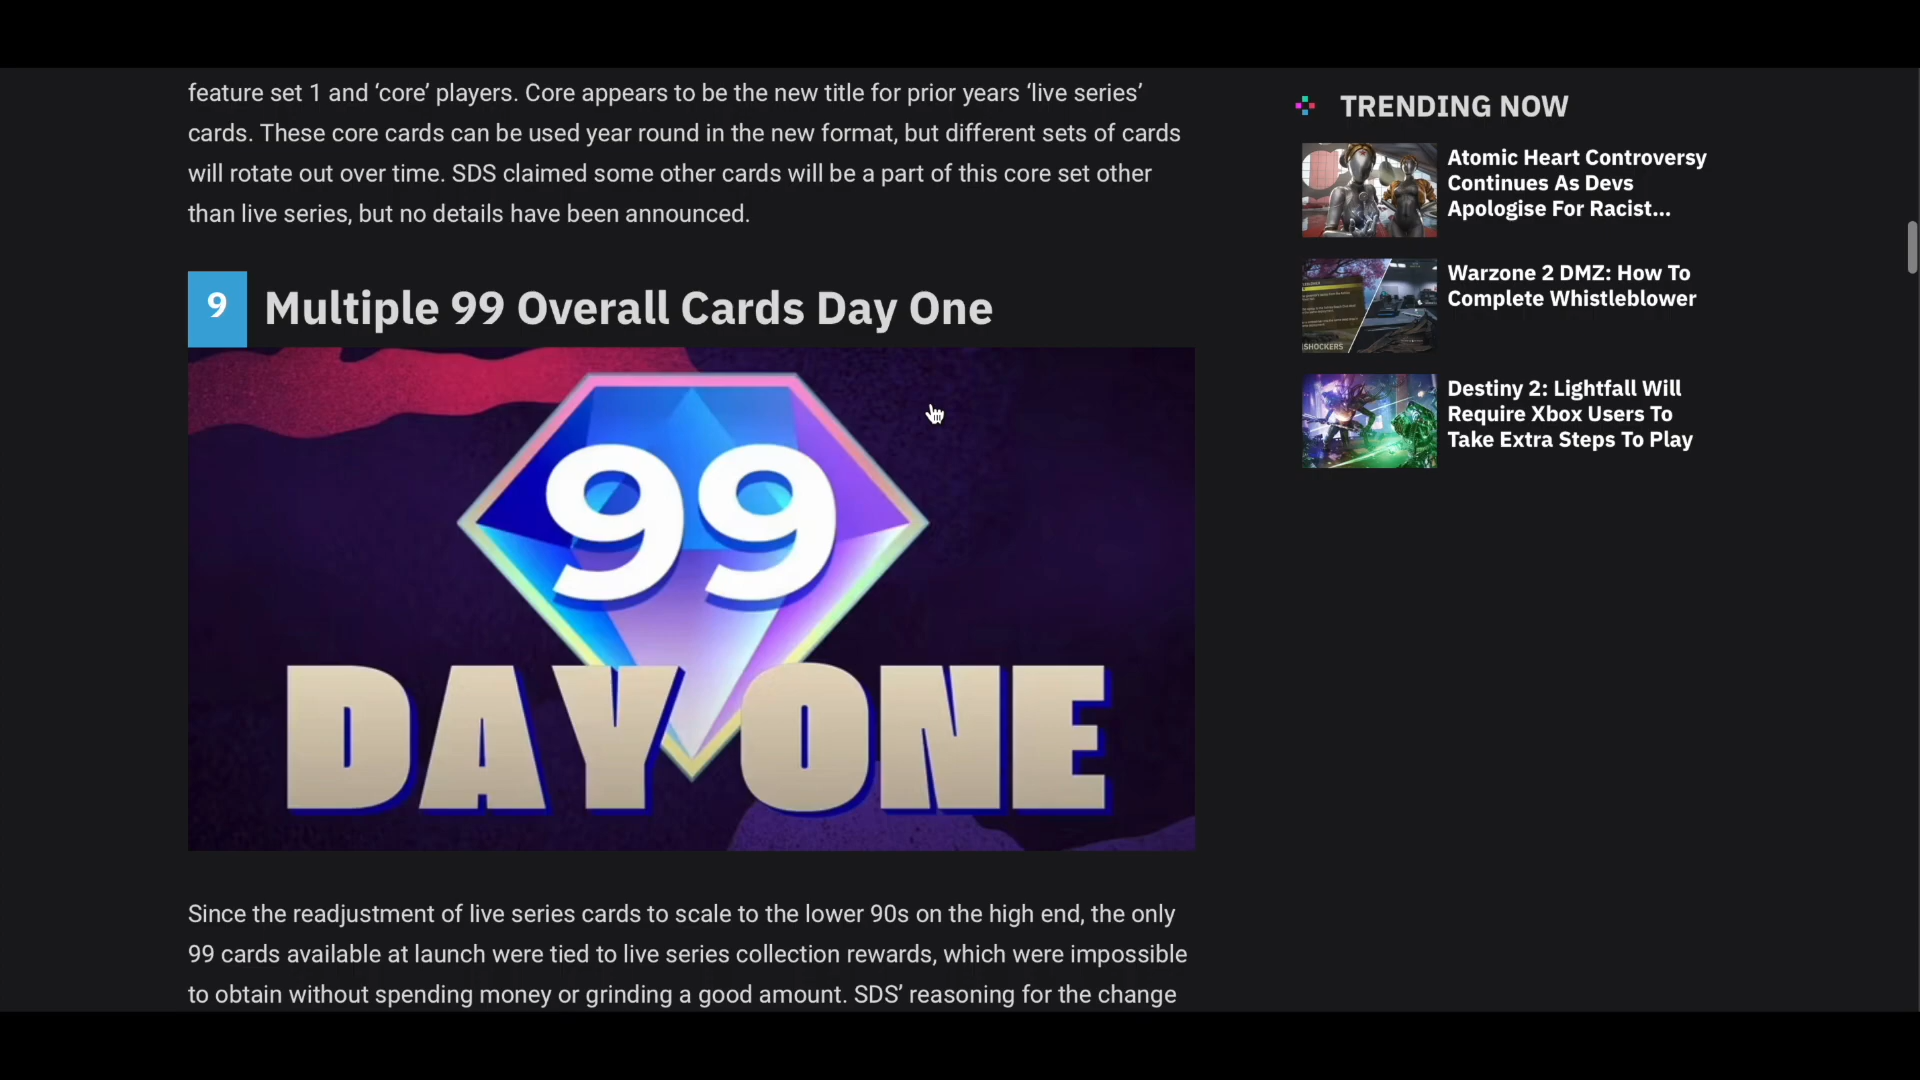 feature set 1 and ‘core’ players. Core appears to be the new title for prior years ‘live series’
cards. These core cards can be used year round in the new format, but different sets of cards
will rotate out over time. SDS claimed some other cards will be a part of this core set other
than live series, but no details have been announced.
9 Multiple 99 Overall Cards Day One
99
DAY ONE
Since the readjustment of live series cards to scale to the lower 90s on the high end, the only
99 cards available at launch were tied to live series collection rewards, which were impossible
to obtain without spending money or grinding a good amount. SDS’ reasoning for the change
TRENDING NOW
Atomic Heart Controversy
Continues As Devs
Apologise For Racist...
Warzone 2 DMZ: How To
Complete Whistleblower
SHOCKERS
Destiny 2: Lightfall Will
Require Xbox Users To
Take Extra Steps To Play